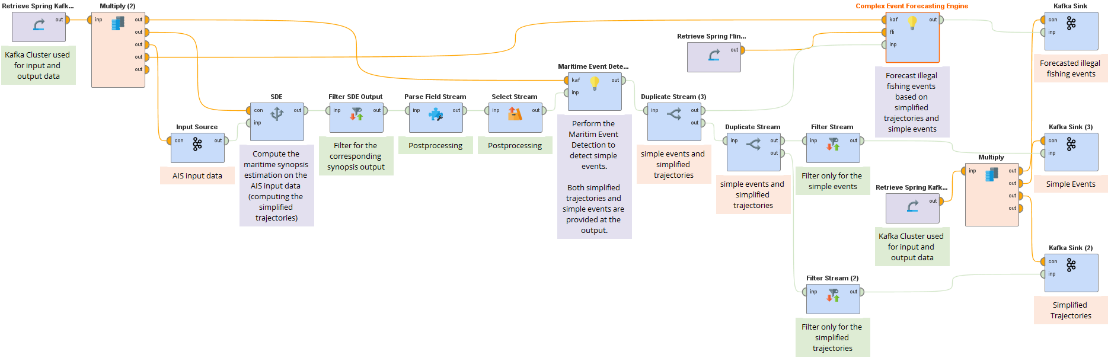 Retrieve Spring Kafk...
out
Kafka Cluster used
for input and
output data
Multiply (2)
inp
out
out
out
out
out
Input Source
con
out
AIS input data
SDE
con
out
inp
Compute the
maritime synopsis
estimation on the
AIS input data
(computing the
simplified
trajectories)
Filter SDE Output
inp
out
Filter for the
corresponding
synopsis output
Parse Field Stream
inp
out
Postprocessing
Select Stream
inp
out
Postprocessing
Maritime Event Dete...
kaf
out
inp
Perform the
Maritim Event
Detection to
detect simple
events.
Both simplified
trajectories and
simple events are
provided at the
output.
Duplicate Stream (3)
inp
out
out
simple events and
simplified
trajectories
Retrieve Spring Flin...
out
Duplicate Stream
inp
out
out
simple events and
simplified
trajectories
Complex Event Forecasting Engine
kaf
out
inp
Forecast illegal
fishing events
based on
simplified
trajectories and
simple events
Filter Stream
inp
out
Filter only for the
simple events
Filter Stream (2)
inp
out
Filter only for the
simplified
trajectories
Retrieve Spring Kafk...
out
Kafka Cluster used
for input and
output data
Multiply
inp
out
out
out
out
Kafka Sink
con
inp
Forecasted illegal
fishing events
Kafka Sink (3)
con
inp
Simple Events
Kafka Sink (2)
con
inp
Simplified
Trajectories